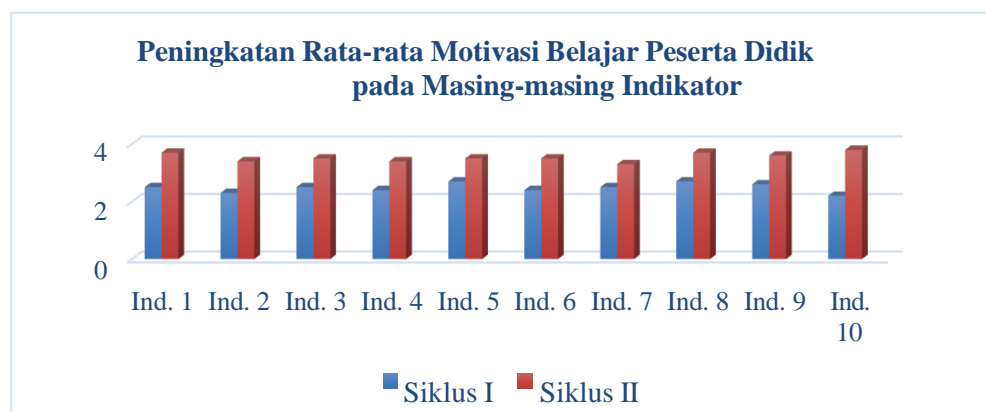 Peningkatan Rata-rata Motivasi Belajar Peserta Didik
pada Masing-masing Indikator
4
2
0
Ind. 1 Ind. 2 Ind. 3 Ind. 4 Ind. 5 Ind. 6 Ind. 7 Ind. 8 Ind. 9 Ind.
10
Siklus I Siklus II